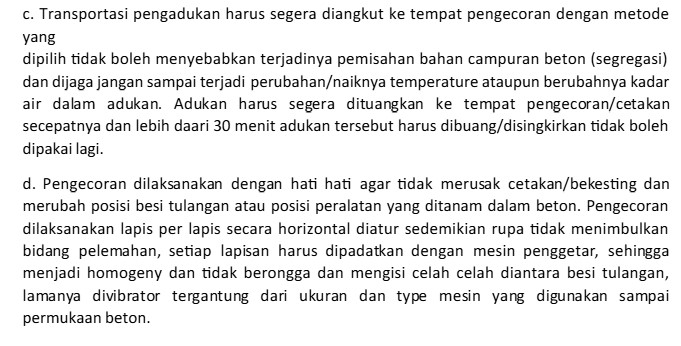 c. Transportasi pengadukan harus segera diangkut ke tempat pengecoran dengan metode
yang
dipilih tidak boleh menyebabkan terjadinya pemisahan bahan campuran beton (segregasi)
dan dijaga jangan sampai terjadi perubahan/naiknya temperature ataupun berubahnya kadar
air dalam adukan. Adukan harus segera dituangkan ke tempat pengecoran/cetakan
secepatnya dan lebih daari 30 menit adukan tersebut harus dibuang/disingkirkan tidak boleh
dipakai lagi.
d. Pengecoran dilaksanakan dengan hati hati agar tidak merusak cetakan/bekesting dan
merubah posisi besi tulangan atau posisi peralatan yang ditanam dalam beton. Pengecoran
dilaksanakan lapis per lapis secara horizontal diatur sedemikian rupa tidak menimbulkan
bidang pelemahan, setiap lapisan harus dipadatkan dengan mesin penggetar, sehingga
menjadi homogeny dan tidak berongga dan mengisi celah celah diantara besi tulangan,
lamanya divibrator tergantung dari ukuran dan type mesin yang digunakan sampai
permukaan beton.